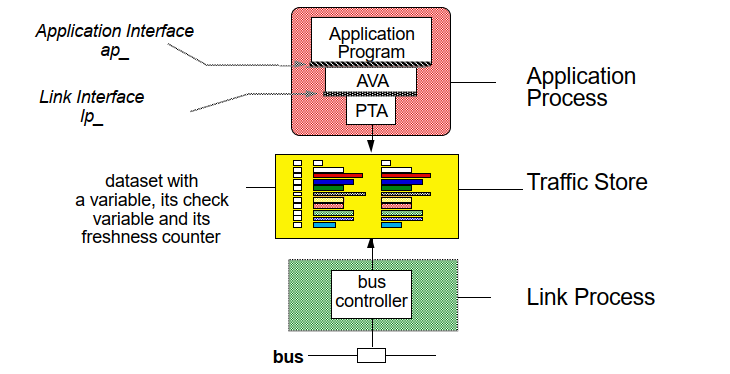 Application Interface
ap_
Link Interface
lp_
Application
Program
AVA
PTA
Application
Process
dataset with
a variable, its check
variable and its
freshness counter
Traffic Store
bus
controller
Link Process
bus